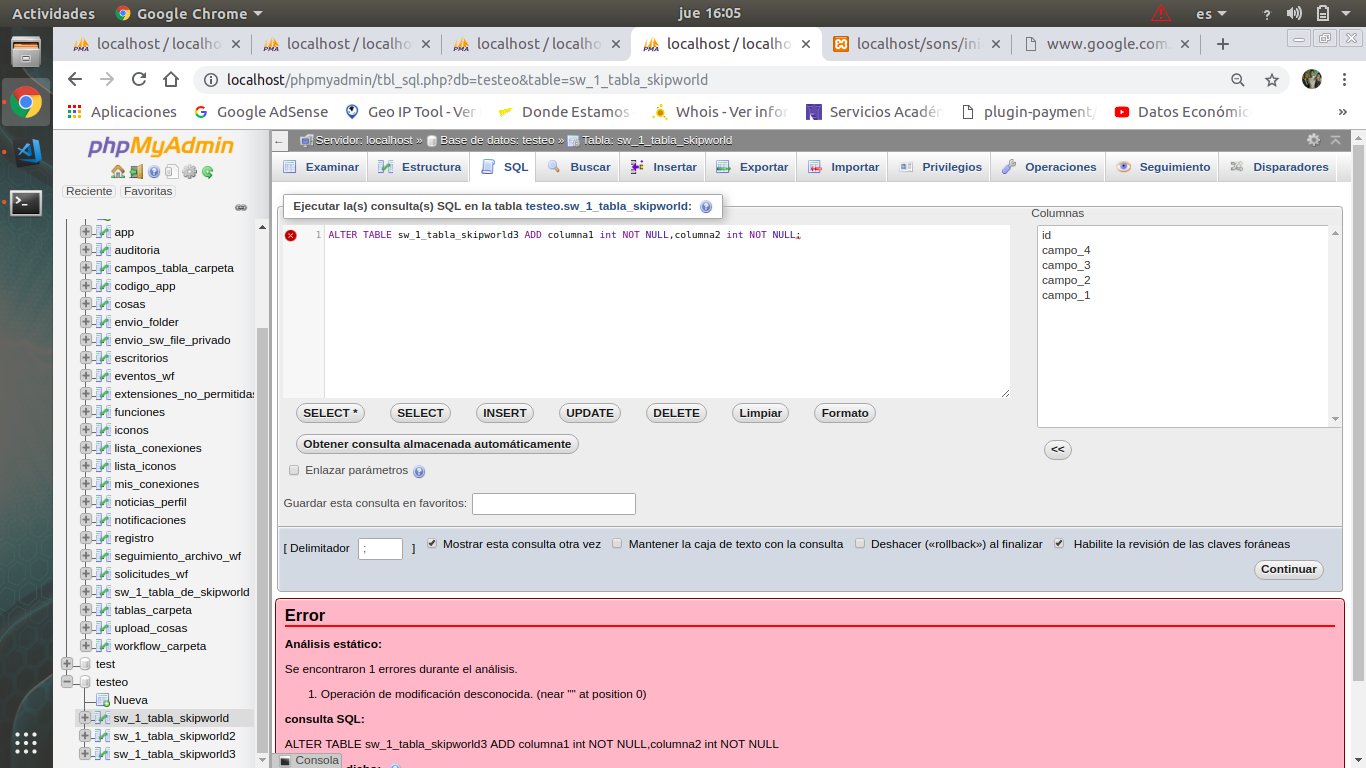 Actividades Google Chrome jue 16:05 es ?
localhost / localho localhost / localho localhost / localho localhost / localho localhost/sons/ini www.google.com.
localhost/phpmyadmin/tbl_sql.php?db=testeo&table=sw_1_tabla_skipworld
Aplicaciones Google AdSense Geo IP Tool - Ver Donde Estamos Whois - Ver infor Servicios Académ plugin-payment, Datos Económic »
phpMyAdmin
Reciente Favoritas
app
auditoria
campos_tabla_carpeta
codigo_app
cosas
envio_folder
envio_sw_file_privado
escritorios
eventos_wf
extensiones_no_permitidas
funciones
iconos
lista_conexiones
lista_iconos
mis_conexiones
noticias_perfil
notificaciones
registro
seguimiento_archivo_wf
solicitudes_wf
sw_1_tabla_de_skipworld
tablas_carpeta
upload_cosas
workflow_carpeta
test
testeo
Nueva
sw_1_tabla_skipworld
sw_1_tabla_skipworld2
sw_1_tabla_skipworld3
Servidor: localhost » Base de datos: testeo » Tabla: sw_1_tabla_skipworld
Examinar Estructura SQL Buscar Insertar Exportar Importar Privilegios Operaciones Seguimiento Disparadores
Ejecutar la(s) consulta(s) SQL en la tabla testeo.sw_1_tabla_skipworld:
1 ALTER TABLE sw_1_tabla_skipworld3 ADD columna1 int NOT NULL,columna2 int NOT NULL;
Columnas
id
campo_4
campo_3
campo_2
campo_1
SELECT * SELECT INSERT UPDATE DELETE Limpiar Formato
Obtener consulta almacenada automáticamente
<<
Enlazar parámetros
Guardar esta consulta en favoritos:
[ Delimitador ; ] Mostrar esta consulta otra vez Mantener la caja de texto con la consulta Deshacer («rollback») al finalizar Habilite la revisión de las claves foráneas
Continuar
Error
Análisis estático:
Se encontraron 1 errores durante el análisis.
1. Operación de modificación desconocida. (near "" at position 0)
consulta SQL:
ALTER TABLE sw_1_tabla_skipworld3 ADD columna1 int NOT NULL,columna2 int NOT NULL
Consola